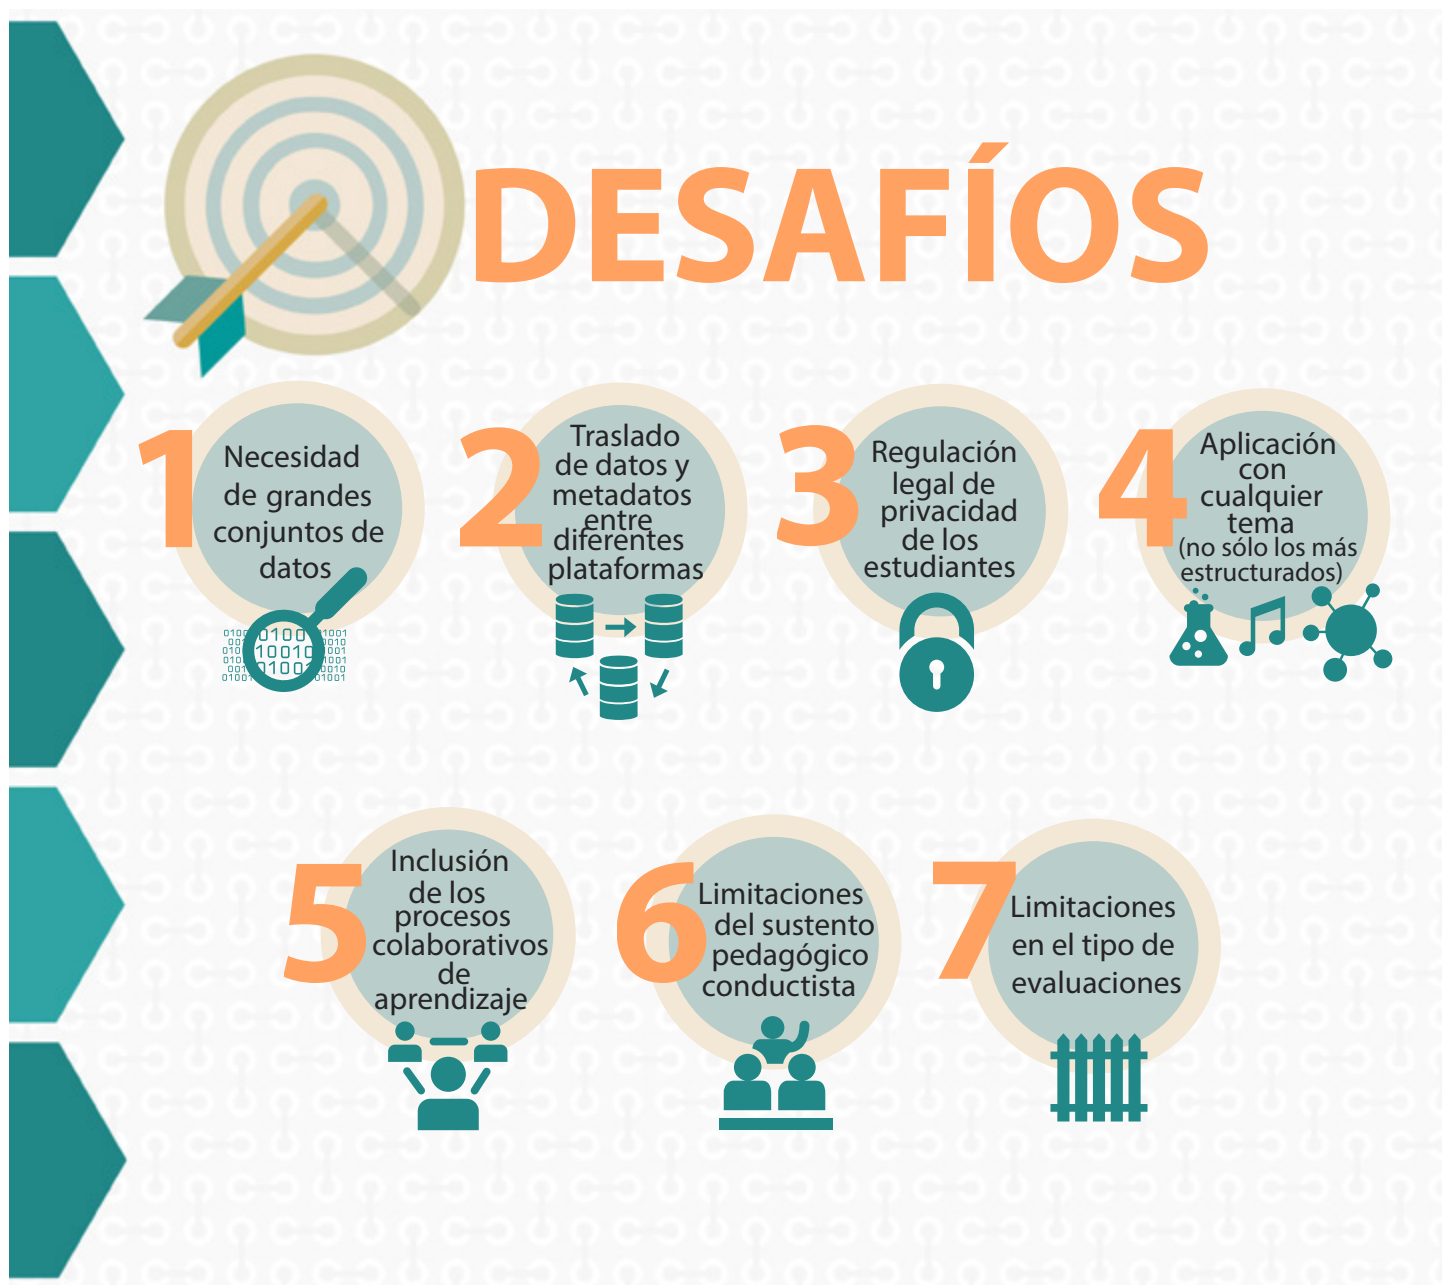 DESAFÍOS
1
Necesidad
de grandes
conjuntos de
datos
2
Traslado
de datos y
metadatos
entre
diferentes
plataformas
3
Regulación
legal de
privacidad
de los
estudiantes
4
Aplicación
con
cualquier
tema
(no sólo los más
estructurados)
5
Inclusión
de los
procesos
colaborativos
de
aprendizaje
6
Limitaciones
del sustento
pedagógico
conductista
7
Limitaciones
en el tipo de
evaluaciones